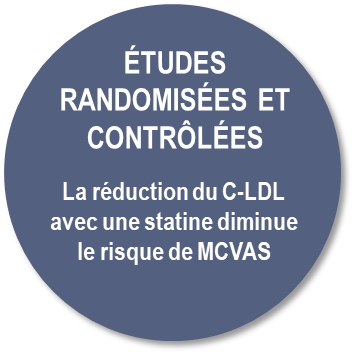 ÉTUDES
RANDOMISÉES ET
CONTRÔLÉES
La réduction du C-LDL
avec une statine diminue
le risque de MCVAS